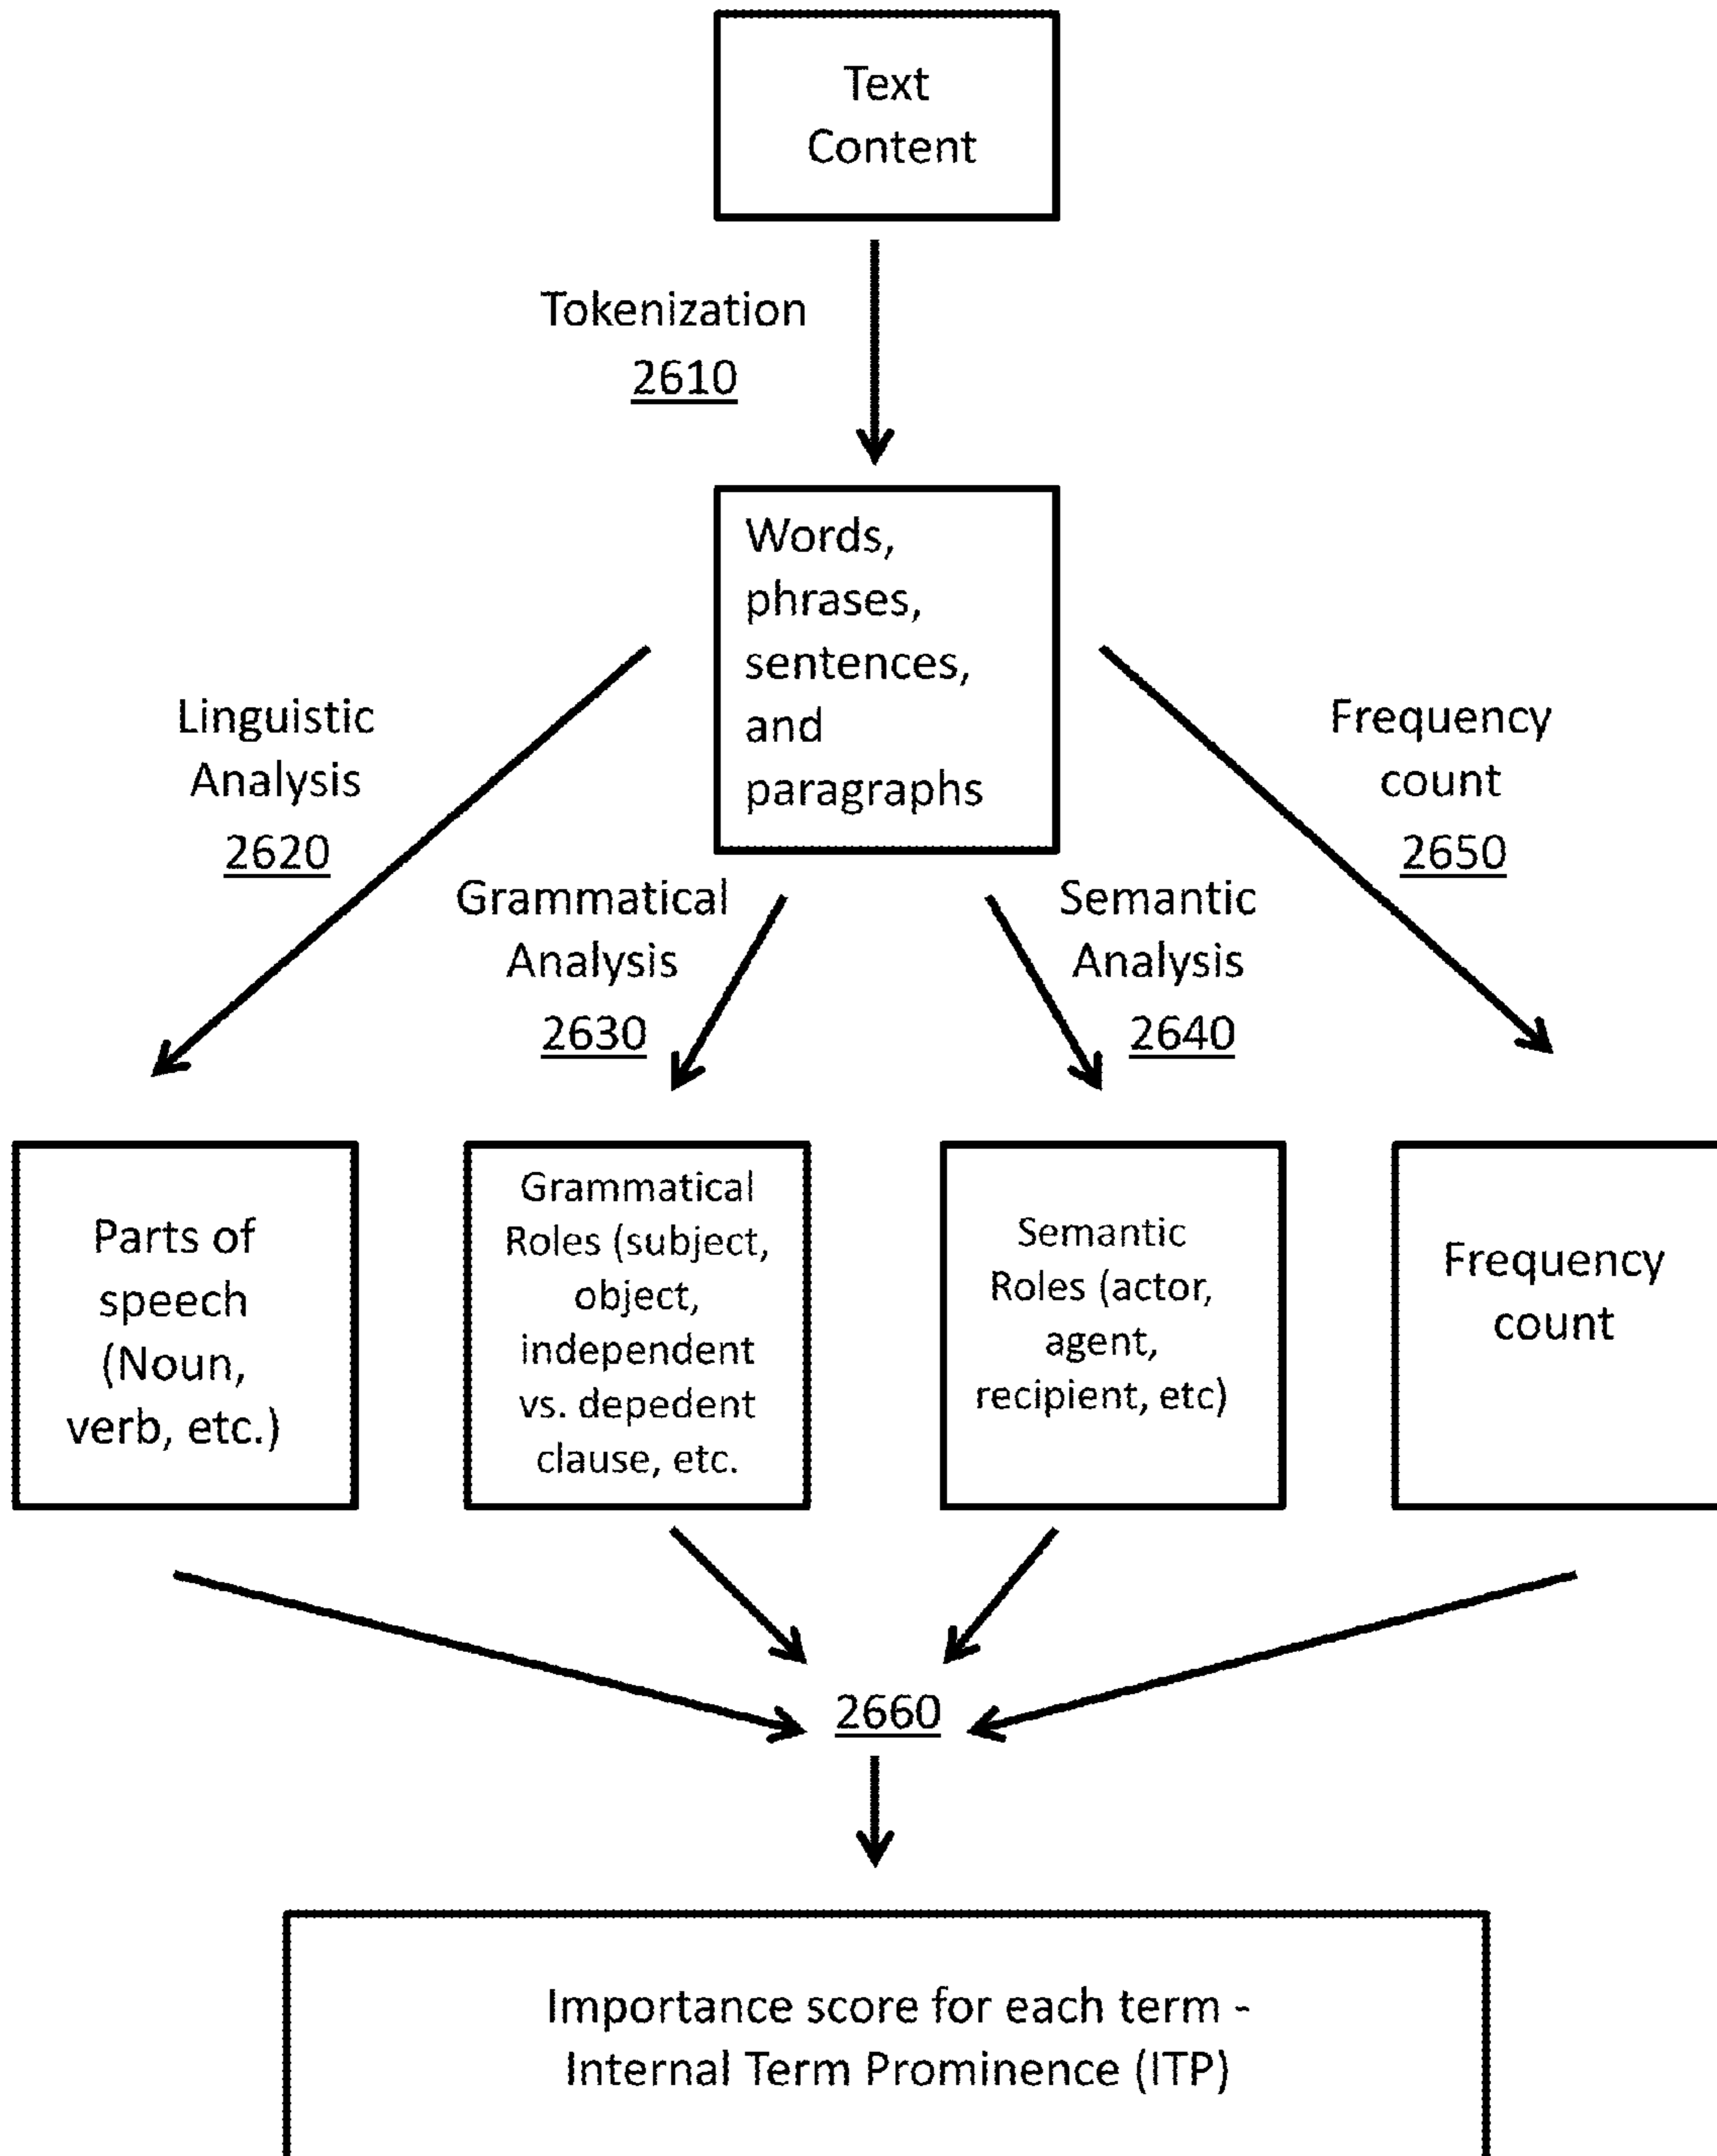 Text
Content
Tokenization
2610
Words,
phrases,
sentences,
and
paragraphs
Linguistic
Analysis
2620
Grammatical
Analysis
2630
Semantic
Analysis
2640
Frequency
count
2650
Parts of
speech
(Noun,
verb, etc.)
Grammatical
Roles (subject,
object,
independent
vs. depedent
clause, etc.
Semantic
Roles (actor,
agent,
recipient, etc)
Frequency
count
2660
Importance score for each term -
Internal Term Prominence (ITP)